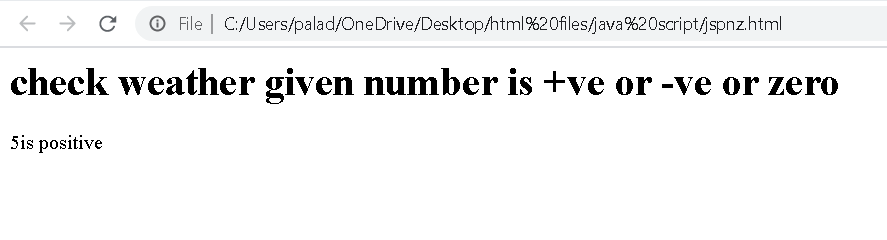 File | C:/Users/palad/OneDrive/Desktop/html%20files/java%20script/jspnz.html
check weather given number is +ve or -ve or zero
5is positive